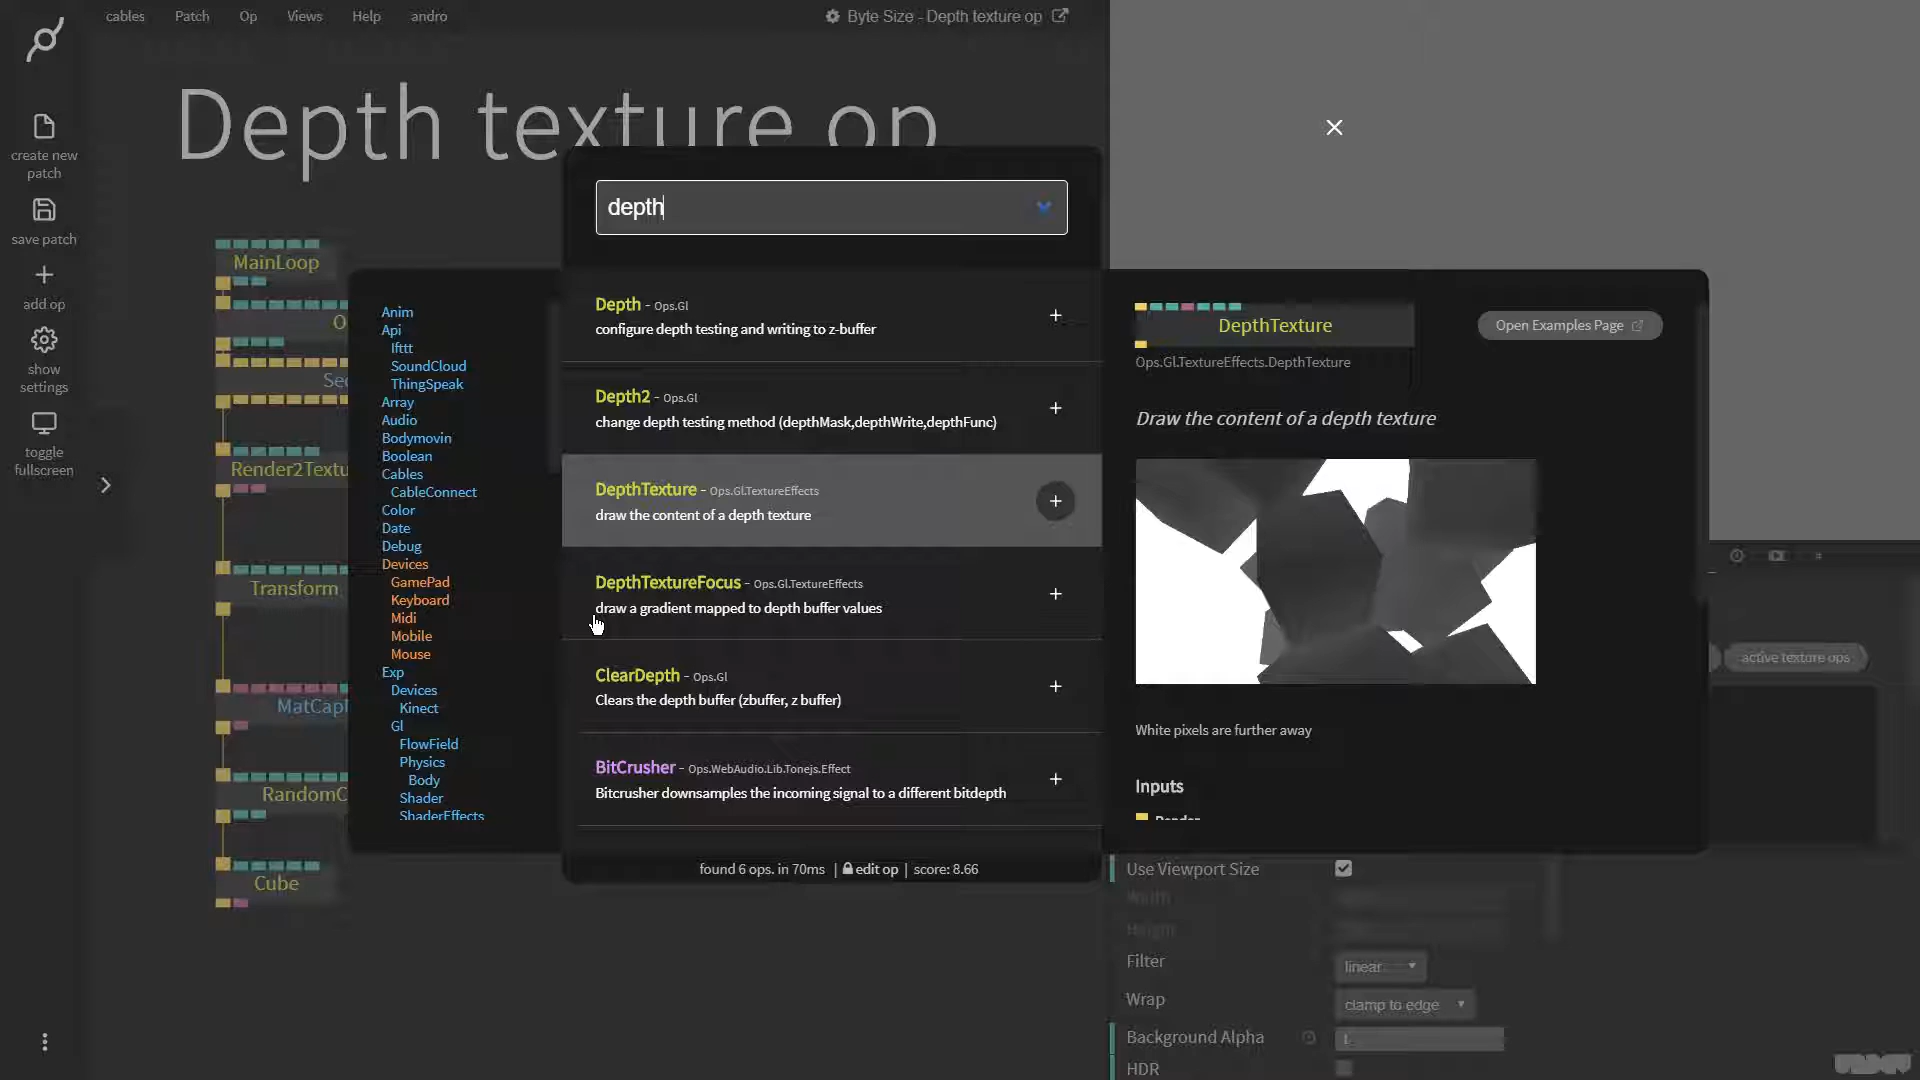 cables Patch Op Views Help andro
Byte Size - Depth texture op
Depth texture op
create new
patch
save patch
add op
show
settings
toggle
fullscreen
MainLoop
O
Sec
Render2Textu
Transform
MatCapl
RandomC
Cube
depth
Anim
Api
Ifttt
SoundCloud
ThingSpeak
Array
Audio
Bodymovin
Boolean
Cables
CableConnect
Color
Date
Debug
Devices
GamePad
Keyboard
Midi
Mobile
Mouse
Exp
Devices
Kinect
Gl
FlowField
Physics
Body
Shader
ShaderEffects
Depth - Ops.Gl
configure depth testing and writing to z-buffer
Depth2 - Ops.Gl
change depth testing method (depthMask,depthWrite,depthFunc)
DepthTexture - Ops.Gl.TextureEffects
draw the content of a depth texture
DepthTextureFocus - Ops.Gl.TextureEffects
draw a gradient mapped to depth buffer values
ClearDepth - Ops.Gl
Clears the depth buffer (zbuffer, z buffer)
BitCrusher - Ops.WebAudio.Lib.Tonejs.Effect
Bitcrusher downsamples the incoming signal to a different bitdepth
found 6 ops. in 70ms | edit op | score: 8.66
DepthTexture
Open Examples Page
Ops.Gl.TextureEffects.DepthTexture
Draw the content of a depth texture
White pixels are further away
Inputs
Render
active texture ops
Use Viewport Size
Width
Height
Filter linear
Wrap clamp to edge
Background Alpha
HDR